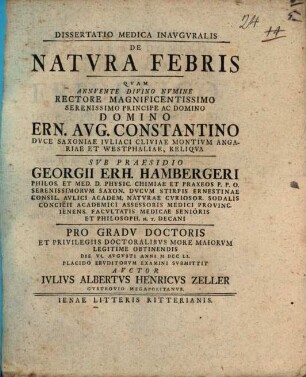 24
DISSERTATIO MEDICA INAVGVRALIS
DE
NATVRA FEBRIS
QVAM
ANNVENTE DIVINO NVMINE
RECTORE MAGNIFICENTISSIMO
SERENISSIMO PRINCIPE AC DOMINO
DOMINO
ERN. AVG. CONSTANTINO
DVCE SAXONIAE IVLIACI CLIVIAE MONTIVM ANGA-
RIAE ET WESTPHALIAE, RELIQVA
SVB PRAESIDIO
GEORGII ERH. HAMBERGERI
PHILOS. ET MED. D. PHYSIC. CHIMIAE ET PRAXEOS P. P. O.
SERENISSIMORVM SAXON. DVCVM STIRPIS ERNESTINAE
CONSIL. AVLICI ACADEM. NATVRAE CVRIOSOR. SODALIS
CONCILII ACADEMICI ASSESSORIS MEDICI PROVINC.
IENENS. FACVLTATIS MEDICAE SENIORIS
ET PHILOSOPH. H. T. DECANI
PRO GRADV DOCTORIS
ET PRIVILEGIIS DOCTORALIBVS MORE MAIORVM
LEGITIME OBTINENDIS
DIE VI. AVGVSTI ANNI M DCC LI.
PLACIDO ERVDITORVM EXAMINI SVBMITTIT
AVCTOR
IVLIVS ALBERTVS HENRICVS ZELLER
GVSTROVIO MEGAPOLITANVS.
IENAE LITTERIS RITTERIANIS.